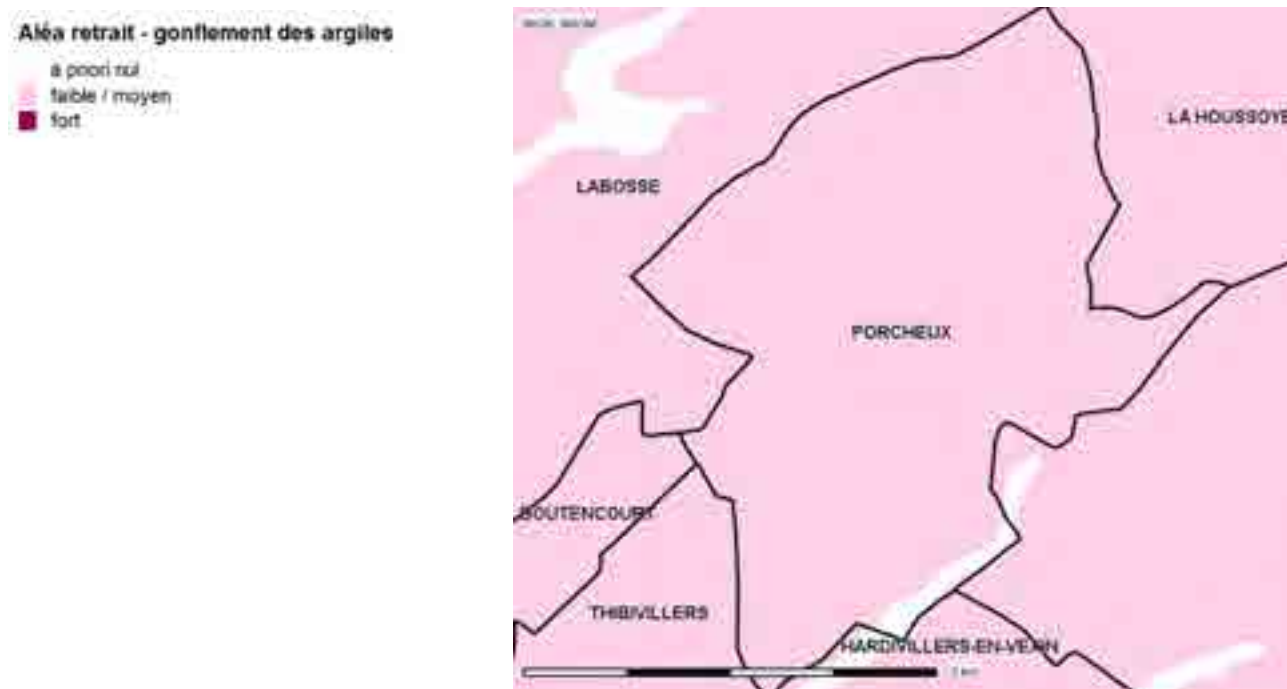 Aléa retrait - gonflement des argiles
à priori nul
faible / moyen
fort
LA HOUSSOYE
LABOSSE
PORCHEUX
BOUTENCOURT
THIBIVILLERS
HARDIVILLERS-EN-VEXIN